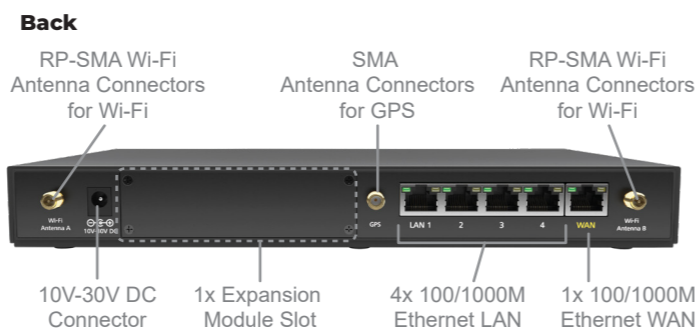 Back
RP-SMA Wi-Fi
Antenna Connectors
for Wi-Fi
SMA
Antenna Connectors
for GPS
RP-SMA Wi-Fi
Antenna Connectors
for Wi-Fi
Wi-Fi
Antenna A
10V-30V DC
GPS
LAN 1
2
3
4
WAN
Wi-Fi
Antenna B
10V-30V DC
Connector
1x Expansion
Module Slot
4x 100/1000M
Ethernet LAN
1x 100/1000M
Ethernet WAN